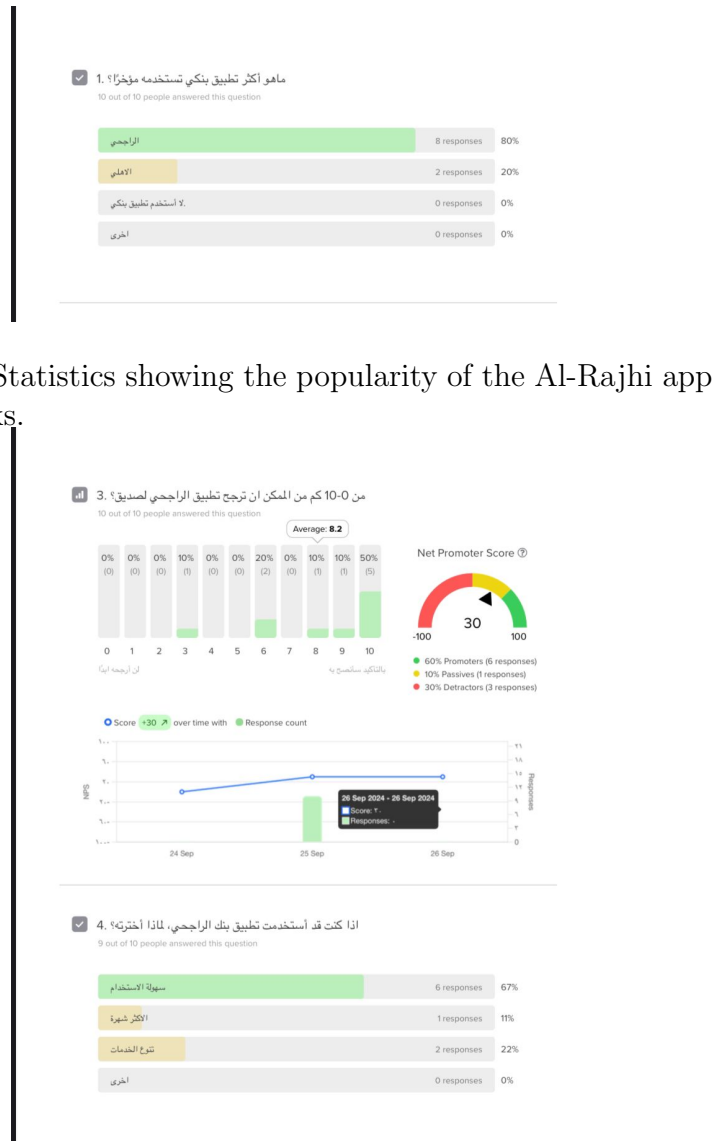 1. ماهو أكثر تطبيق بنكي تستخدمه مؤخرًا؟
10 out of 10 people answered this question
الراجحي 8 responses 80%
الاهلي 2 responses 20%
لا أستخدم تطبيق بنكي. 0 responses 0%
اخرى 0 responses 0%
Statistics showing the popularity of the Al-Rajhi app
ks.
3. من 0-10 كم من الممكن ان ترجح تطبيق الراجحي لصديق؟
10 out of 10 people answered this question
Average: 8.2
0% 0% 0% 10% 0% 0% 20% 0% 10% 10% 50%
(0) (0) (0) (1) (0) (0) (2) (0) (1) (1) (5)
0 1 2 3 4 5 6 7 8 9 10
لن أرجحه ابدًا
بالتأكيد سأنصح به
Net Promoter Score
30
-100 100
60% Promoters (6 responses)
10% Passives (1 responses)
30% Detractors (3 responses)
Score +30 over time with Response count
NPS
Responses
26 Sep 2024 - 26 Sep 2024
Score: ٣٠
Responses: ٠
24 Sep 25 Sep 26 Sep
4. اذا كنت قد أستخدمت تطبيق بنك الراجحي، لماذا أخترته؟
9 out of 10 people answered this question
سهولة الاستخدام 6 responses 67%
الاكثر شهرة 1 responses 11%
تنوع الخدمات 2 responses 22%
اخرى 0 responses 0%